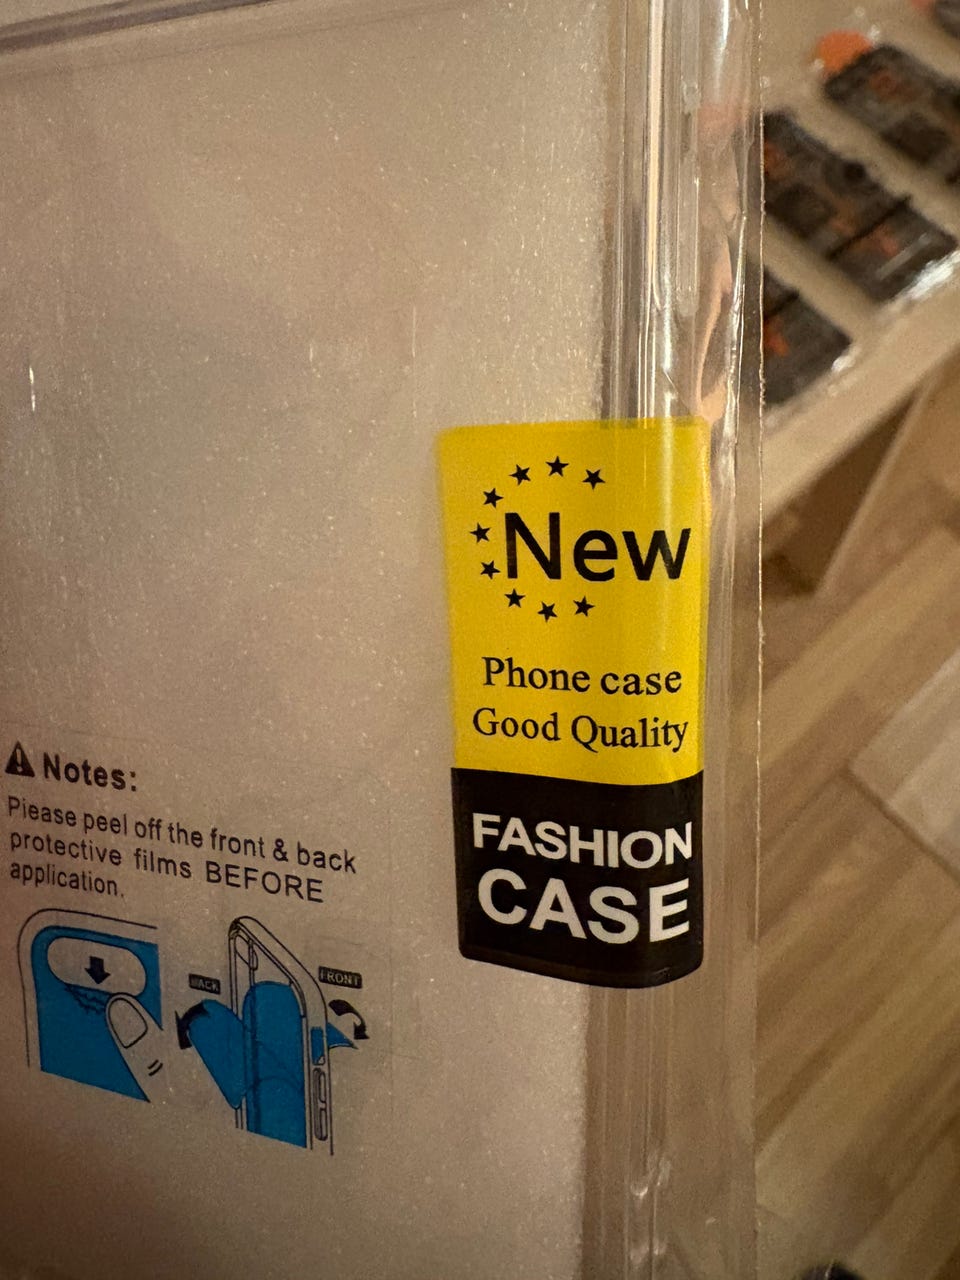 New
Phone case
Good Quality
FASHION
CASE
Notes:
Please peel off the front & back
protective films BEFORE
application.
BACK
FRONT